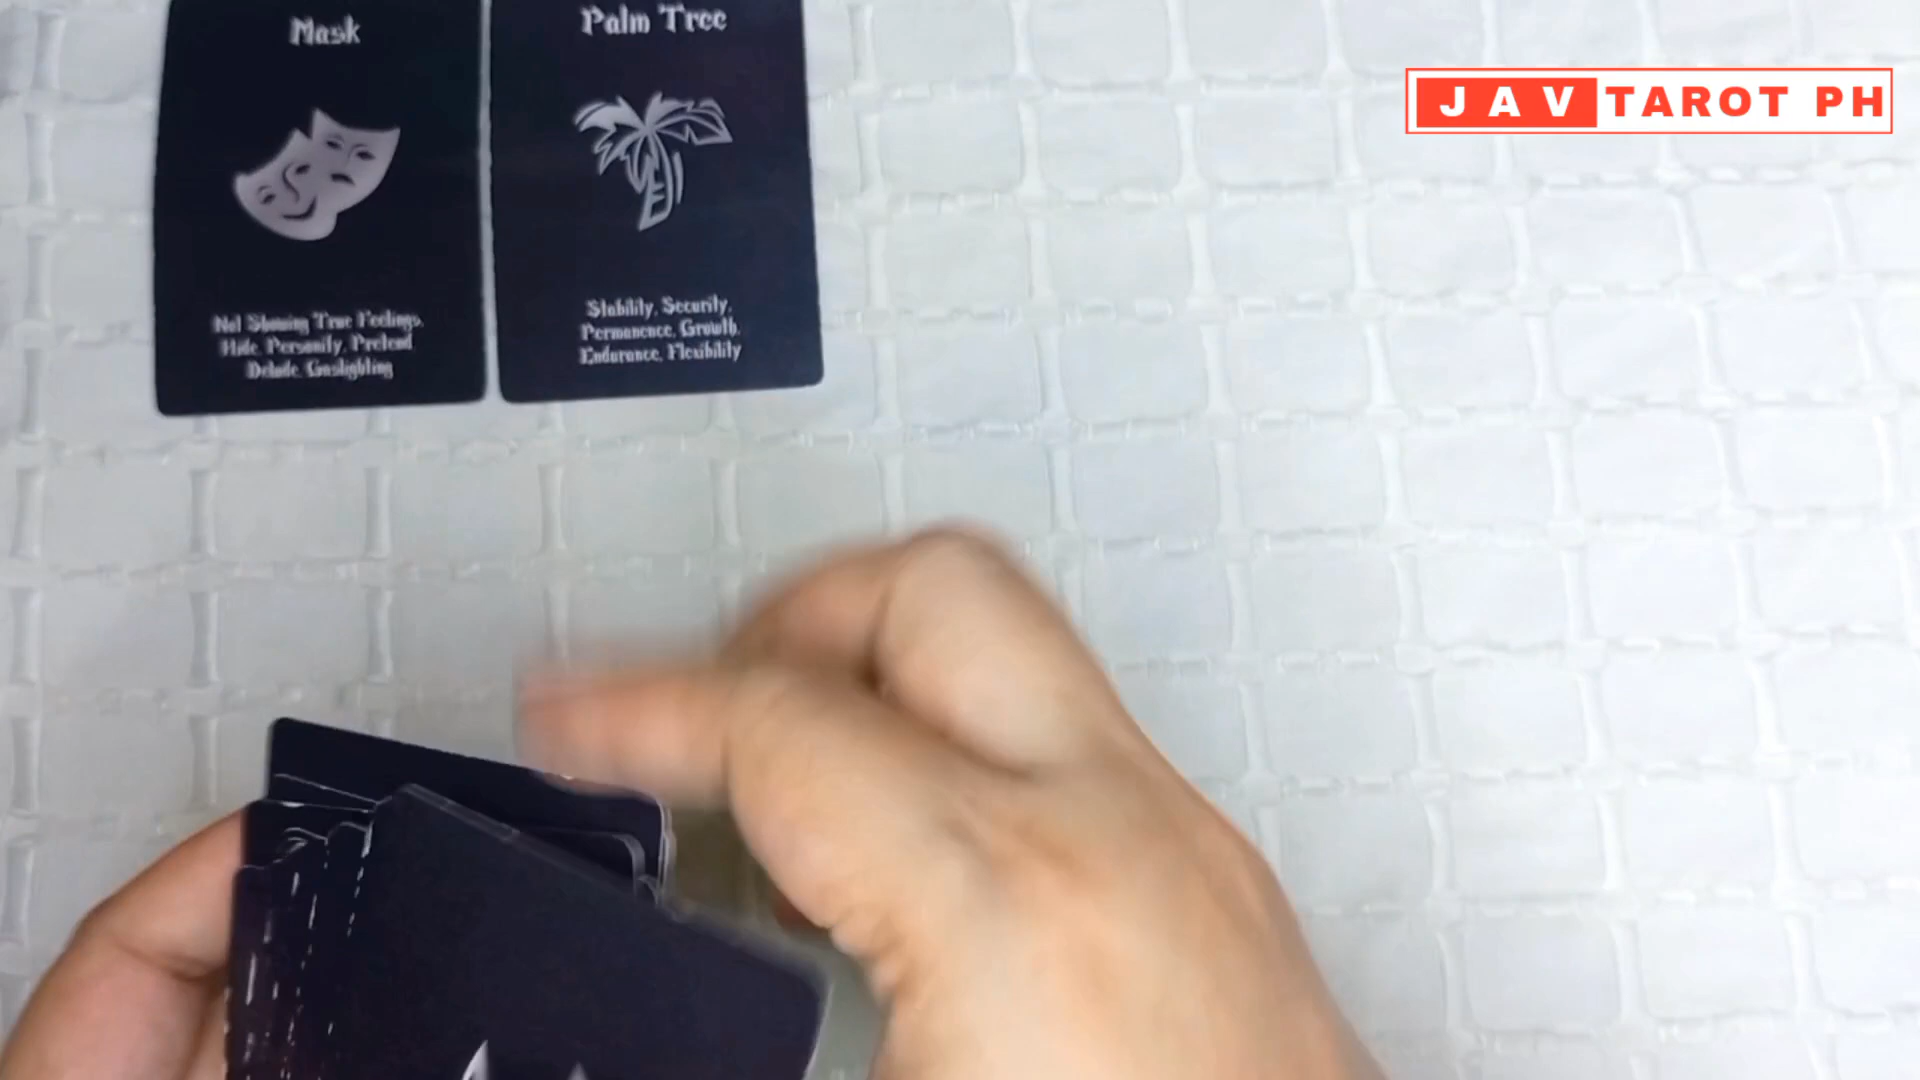 Mask
Not Showing True Feelings,
Hide, Personify, Pretend
Delude, Gaslighting
Palm Tree
Stability, Security,
Permanence, Growth,
Endurance, Flexibility
JAV TAROT PH